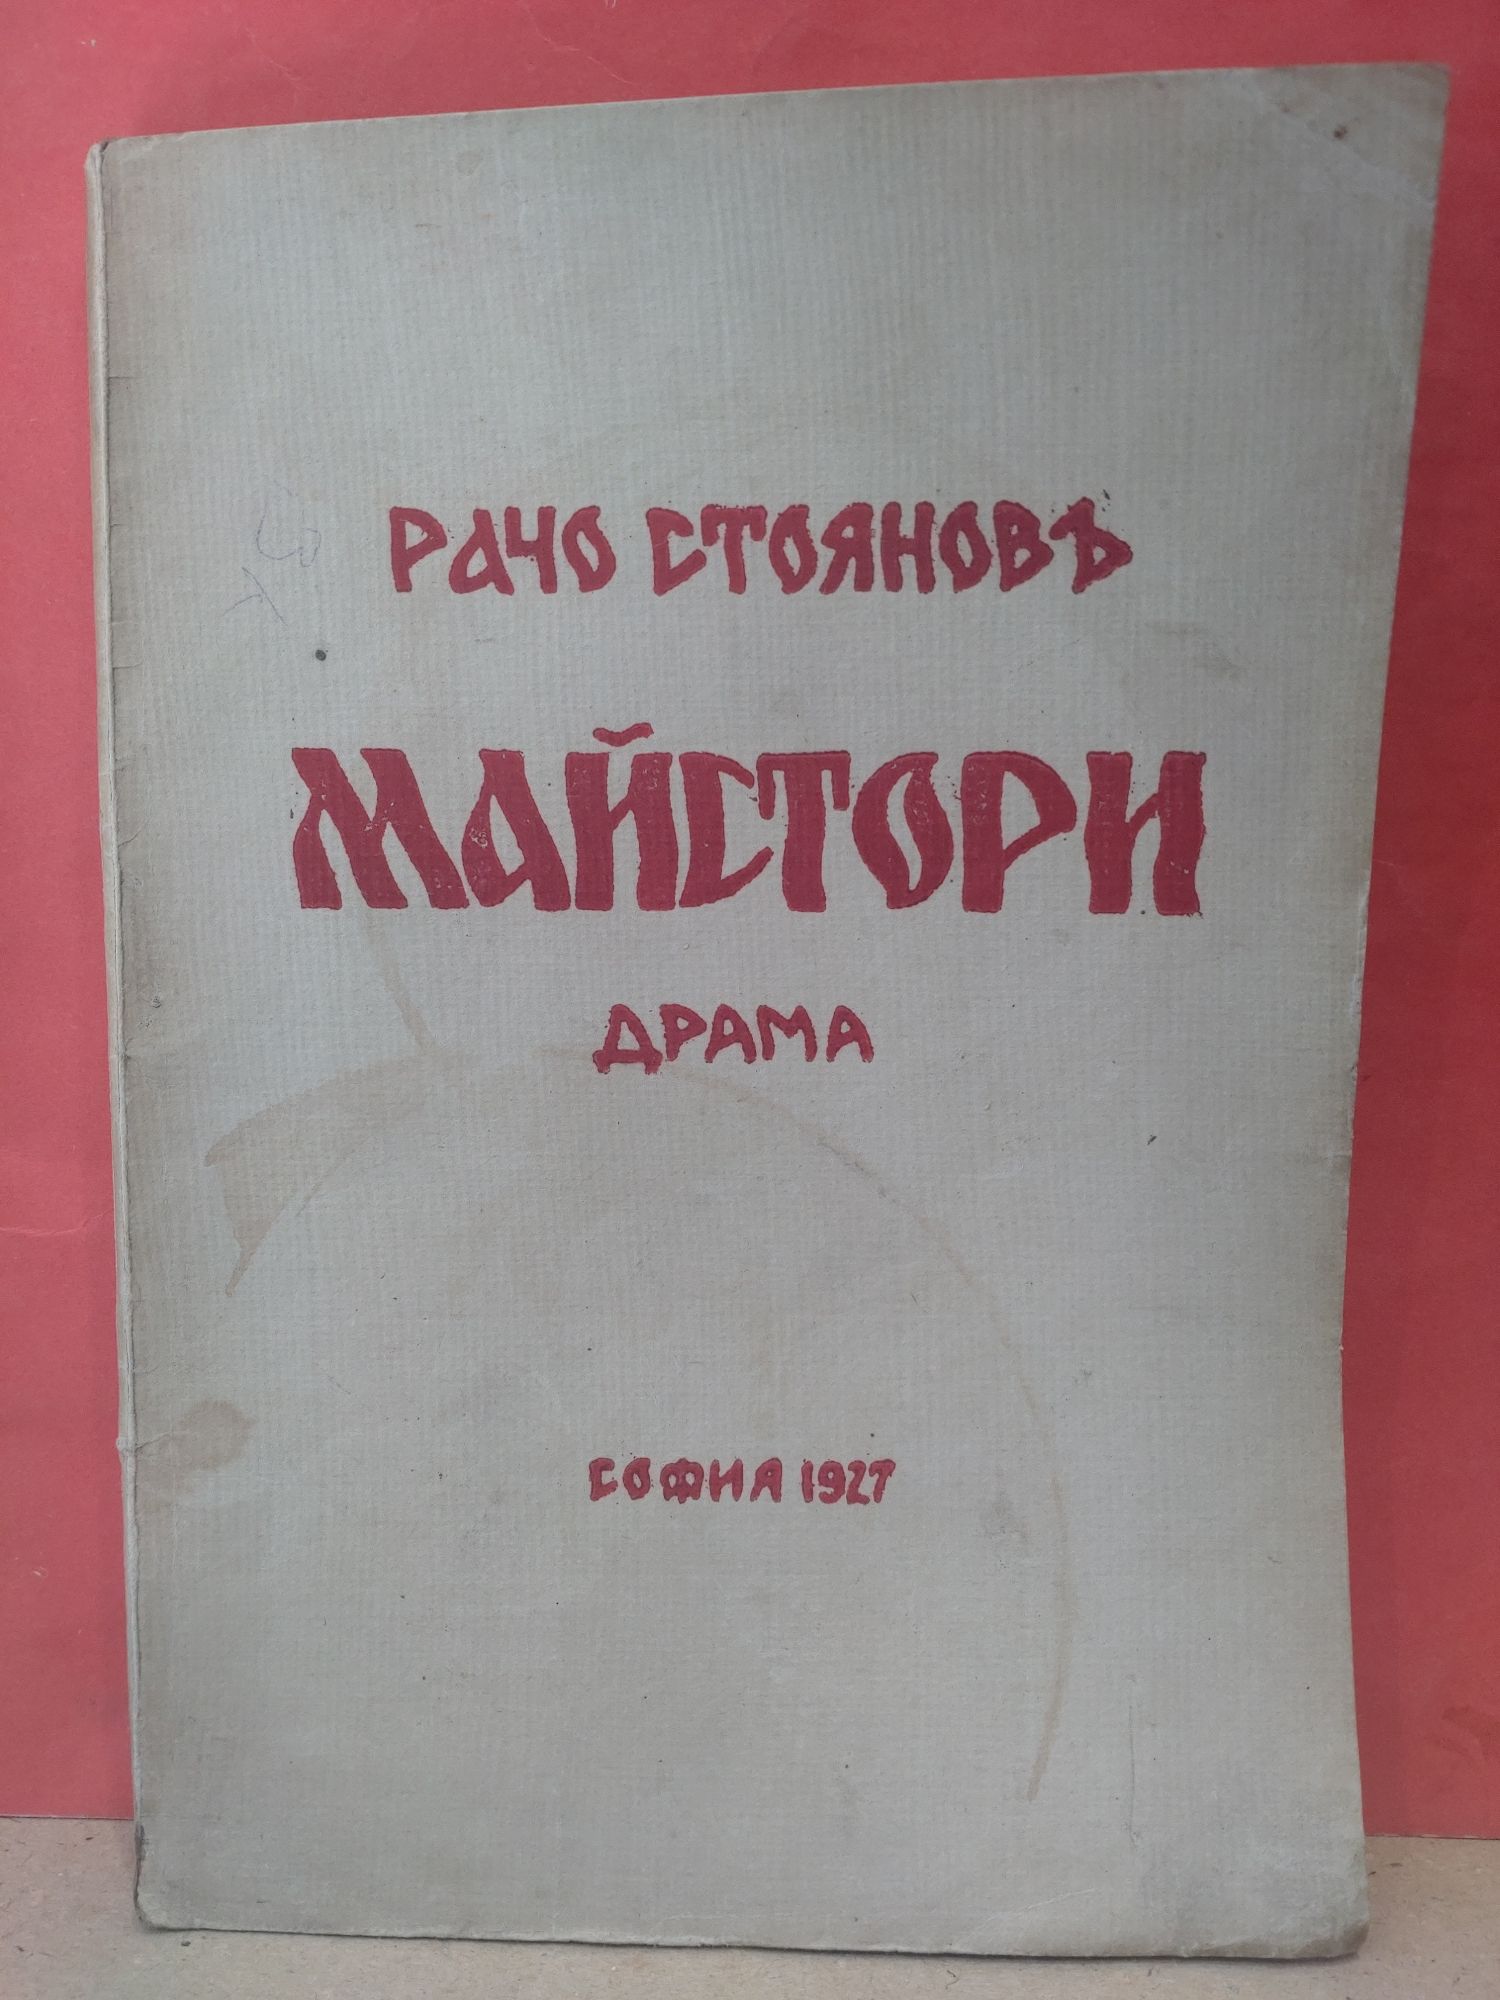 РАЧО СТОЯНОВЪ
МАЙСТОРИ
ДРАМА
СОФИЯ 1927